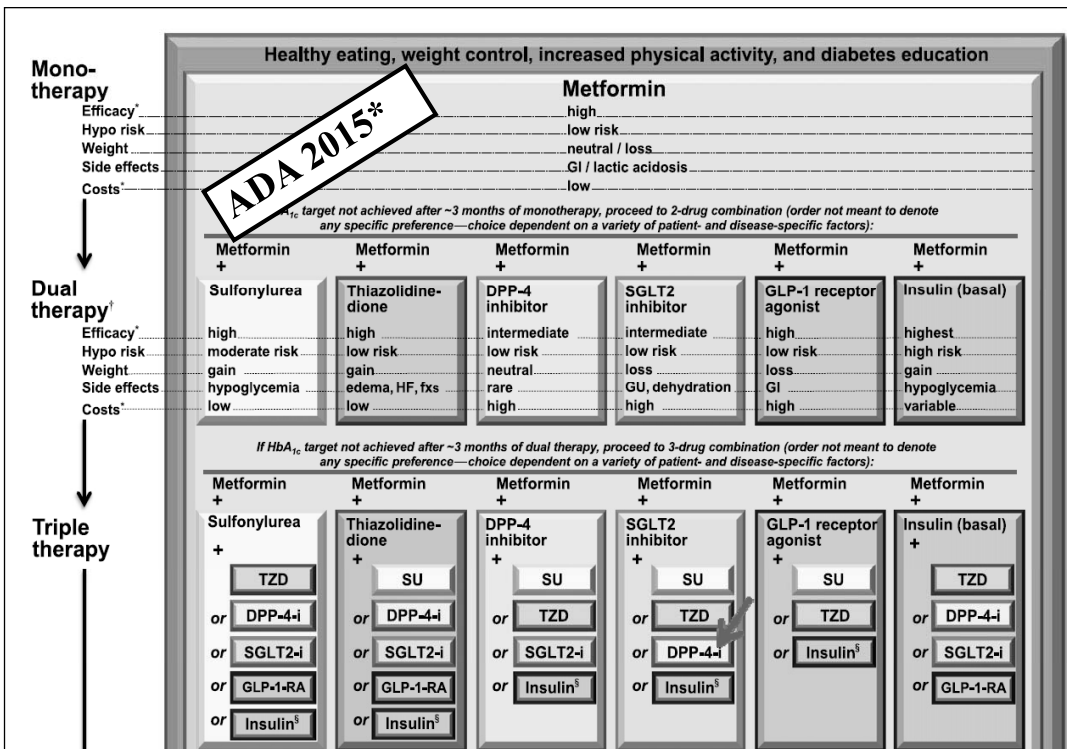 Healthy eating, weight control, increased physical activity, and diabetes education
Mono-
therapy
Metformin
Efficacy* high
Hypo risk low risk
Weight neutral / loss
Side effects GI / lactic acidosis
Costs* low
ADA 2015*
A1c target not achieved after ~3 months of monotherapy, proceed to 2-drug combination (order not meant to denote
any specific preference—choice dependent on a variety of patient- and disease-specific factors):
Metformin Metformin Metformin Metformin Metformin Metformin
+ + + + + +
Dual
therapy†
Sulfonylurea Thiazolidine- DPP-4 SGLT2 GLP-1 receptor Insulin (basal)
dione inhibitor inhibitor agonist
Efficacy* high high intermediate intermediate high highest
Hypo risk moderate risk low risk low risk low risk low risk high risk
Weight gain gain neutral loss loss gain
Side effects hypoglycemia edema, HF, fxs rare GU, dehydration GI hypoglycemia
Costs* low low high high high variable
If HbA1c target not achieved after ~3 months of dual therapy, proceed to 3-drug combination (order not meant to denote
any specific preference—choice dependent on a variety of patient- and disease-specific factors):
Metformin Metformin Metformin Metformin Metformin Metformin
+ + + + + +
Triple
therapy
Sulfonylurea Thiazolidine- DPP-4 SGLT2 GLP-1 receptor Insulin (basal)
dione inhibitor inhibitor agonist
+ + + + + +
TZD SU SU SU SU TZD
or DPP-4-i or DPP-4-i or TZD or TZD or TZD or DPP-4-i
or SGLT2-i or SGLT2-i or SGLT2-i or DPP-4-i or Insulin§ or SGLT2-i
or GLP-1-RA or GLP-1-RA or Insulin§ or Insulin§ or GLP-1-RA
or Insulin§ or Insulin§